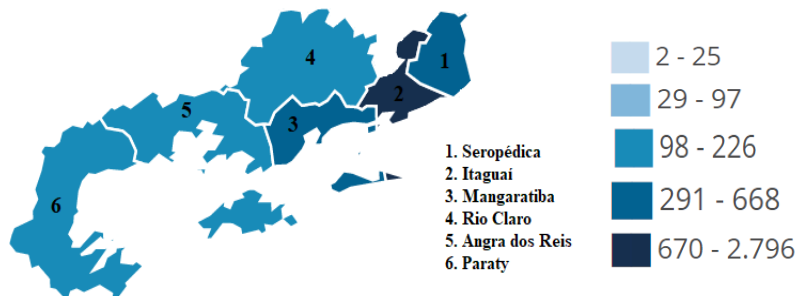 1
2
3
4
5
6
1. Seropédica
2. Itaguaí
3. Mangaratiba
4. Rio Claro
5. Angra dos Reis
6. Paraty
2 - 25
29 - 97
98 - 226
291 - 668
670 - 2.796